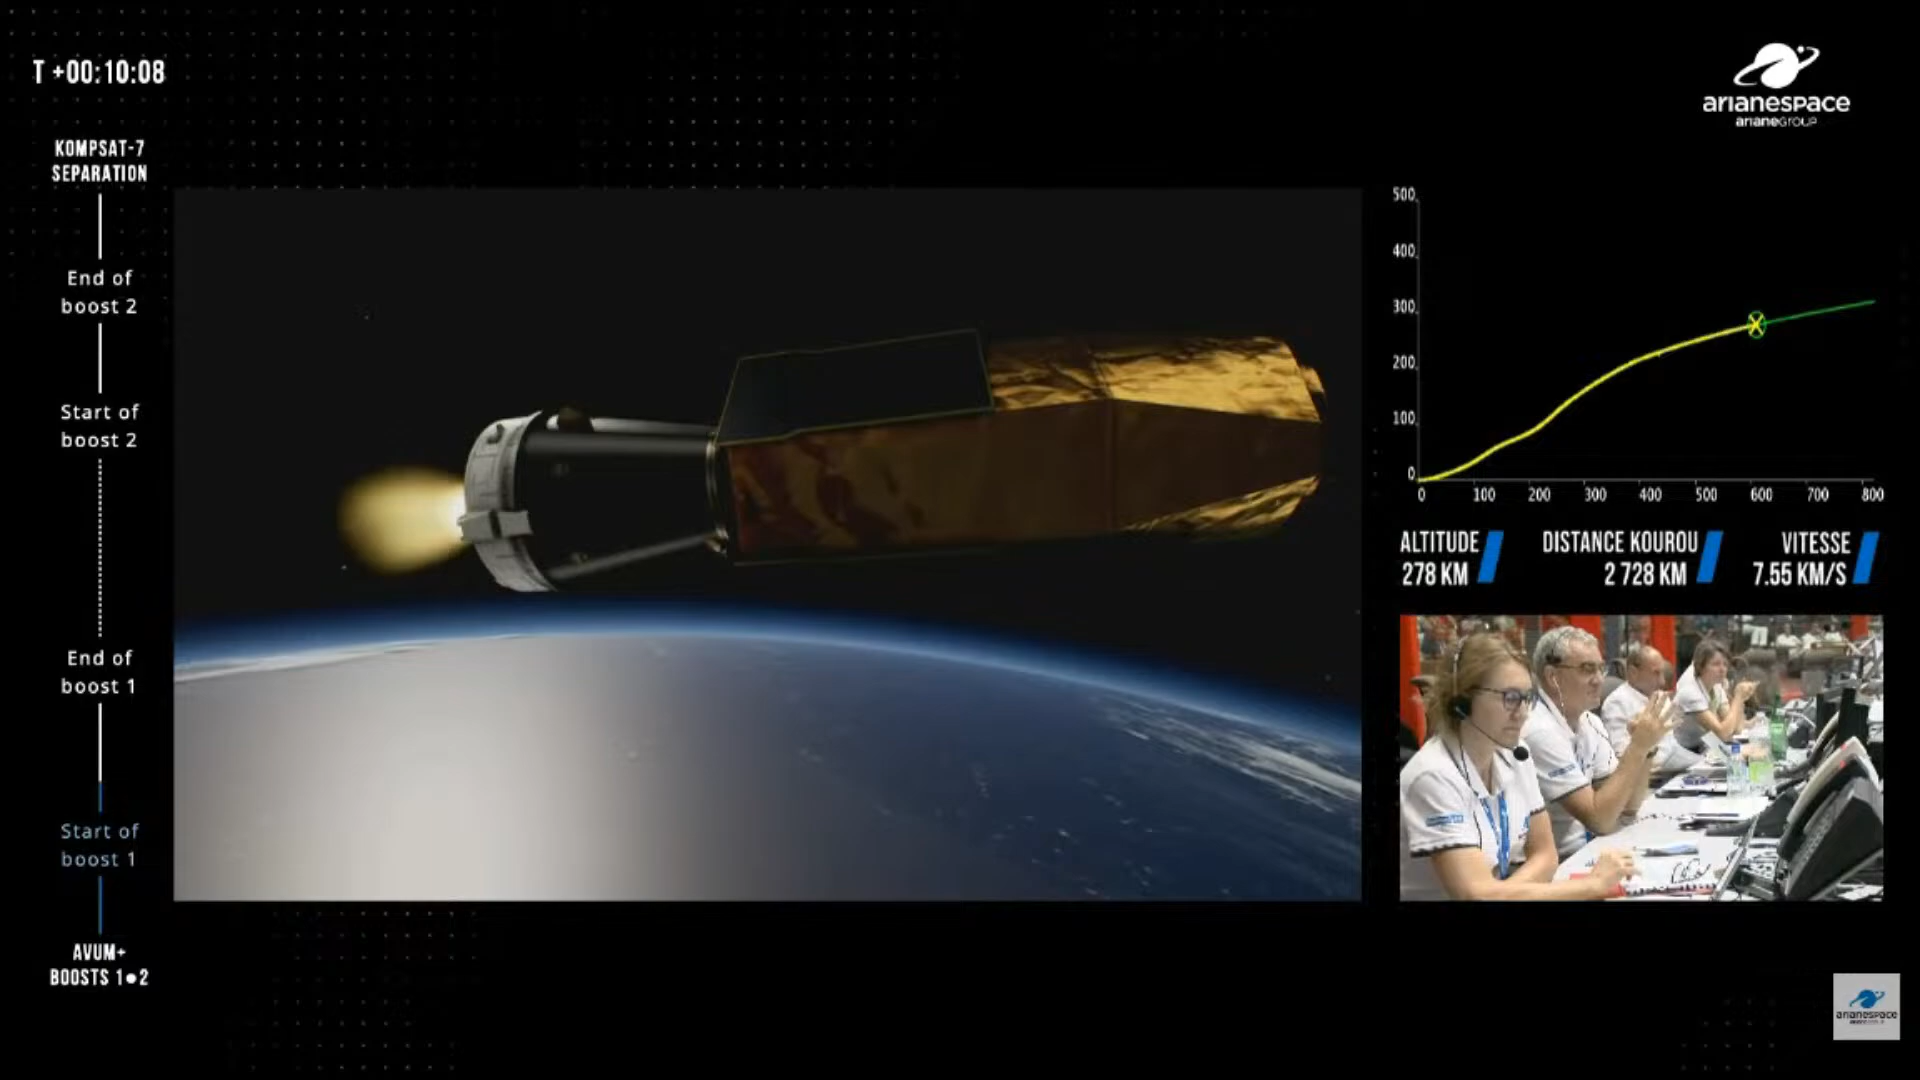 T +00:10:08
arianespace
arianeGROUP
KOMPSAT-7
SEPARATION
End of
boost 2
Start of
boost 2
End of
boost 1
Start of
boost 1
AVUM+
BOOSTS 1●2
500
400
300
200
100
0
0 100 200 300 400 500 600 700 800
ALTITUDE
278 KM
DISTANCE KOUROU
2 728 KM
VITESSE
7.55 KM/S
arianespace
arianeGROUP